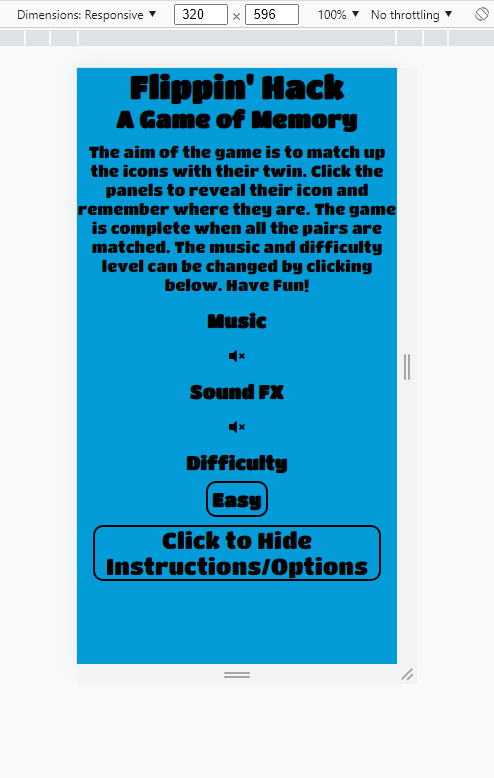 Dimensions: Responsive ▼ 320 × 596 100% ▼ No throttling ▼
Flippin' Hack
A Game of Memory
The aim of the game is to match up
the icons with their twin. Click the
panels to reveal their icon and
remember where they are. The game
is complete when all the pairs are
matched. The music and difficulty
level can be changed by clicking
below. Have Fun!
Music
Sound FX
Difficulty
Easy
Click to Hide
Instructions/Options